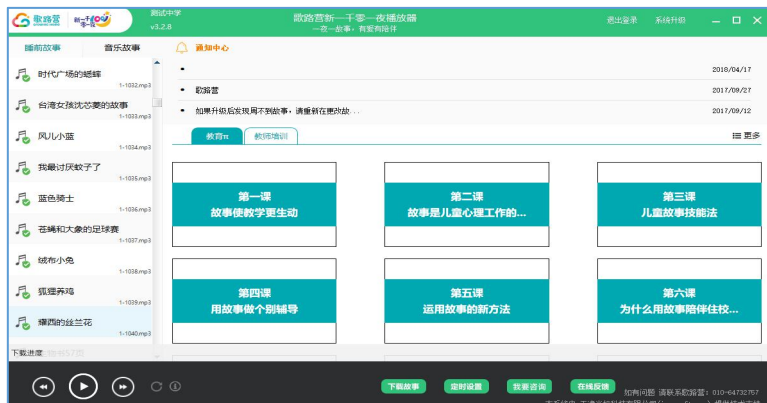 歌路营
新一千零一夜
测试中学
v3.2.8
歌路营新一千零一夜播放器
一夜一故事，有爱有陪伴
退出登录
系统升级
睡前故事
音乐故事
通知中心
2018/04/17
歌路营
2017/09/27
如果升级后发现周不到故事，请重新在更改故...
2017/09/12
时代广场的蟋蟀
1-1032.mp3
台湾女孩沈芯菱的故事
1-1033.mp3
风儿小蓝
1-1034.mp3
我最讨厌蚊子了
1-1035.mp3
蓝色骑士
1-1036.mp3
苍蝇和大象的足球赛
1-1037.mp3
绒布小兔
1-1038.mp3
狐狸养鸡
1-1039.mp3
耀西的丝兰花
1-1040.mp3
下载进度
教育π
教师培训
更多
第一课
故事使教学更生动
第二课
故事是儿童心理工作的...
第三课
儿童故事技能法
第四课
用故事做个别辅导
第五课
运用故事的新方法
第六课
为什么用故事陪伴住校...
下载故事
定时设置
我要咨询
在线反馈
如有问题 请联系歌路营：010-64732757